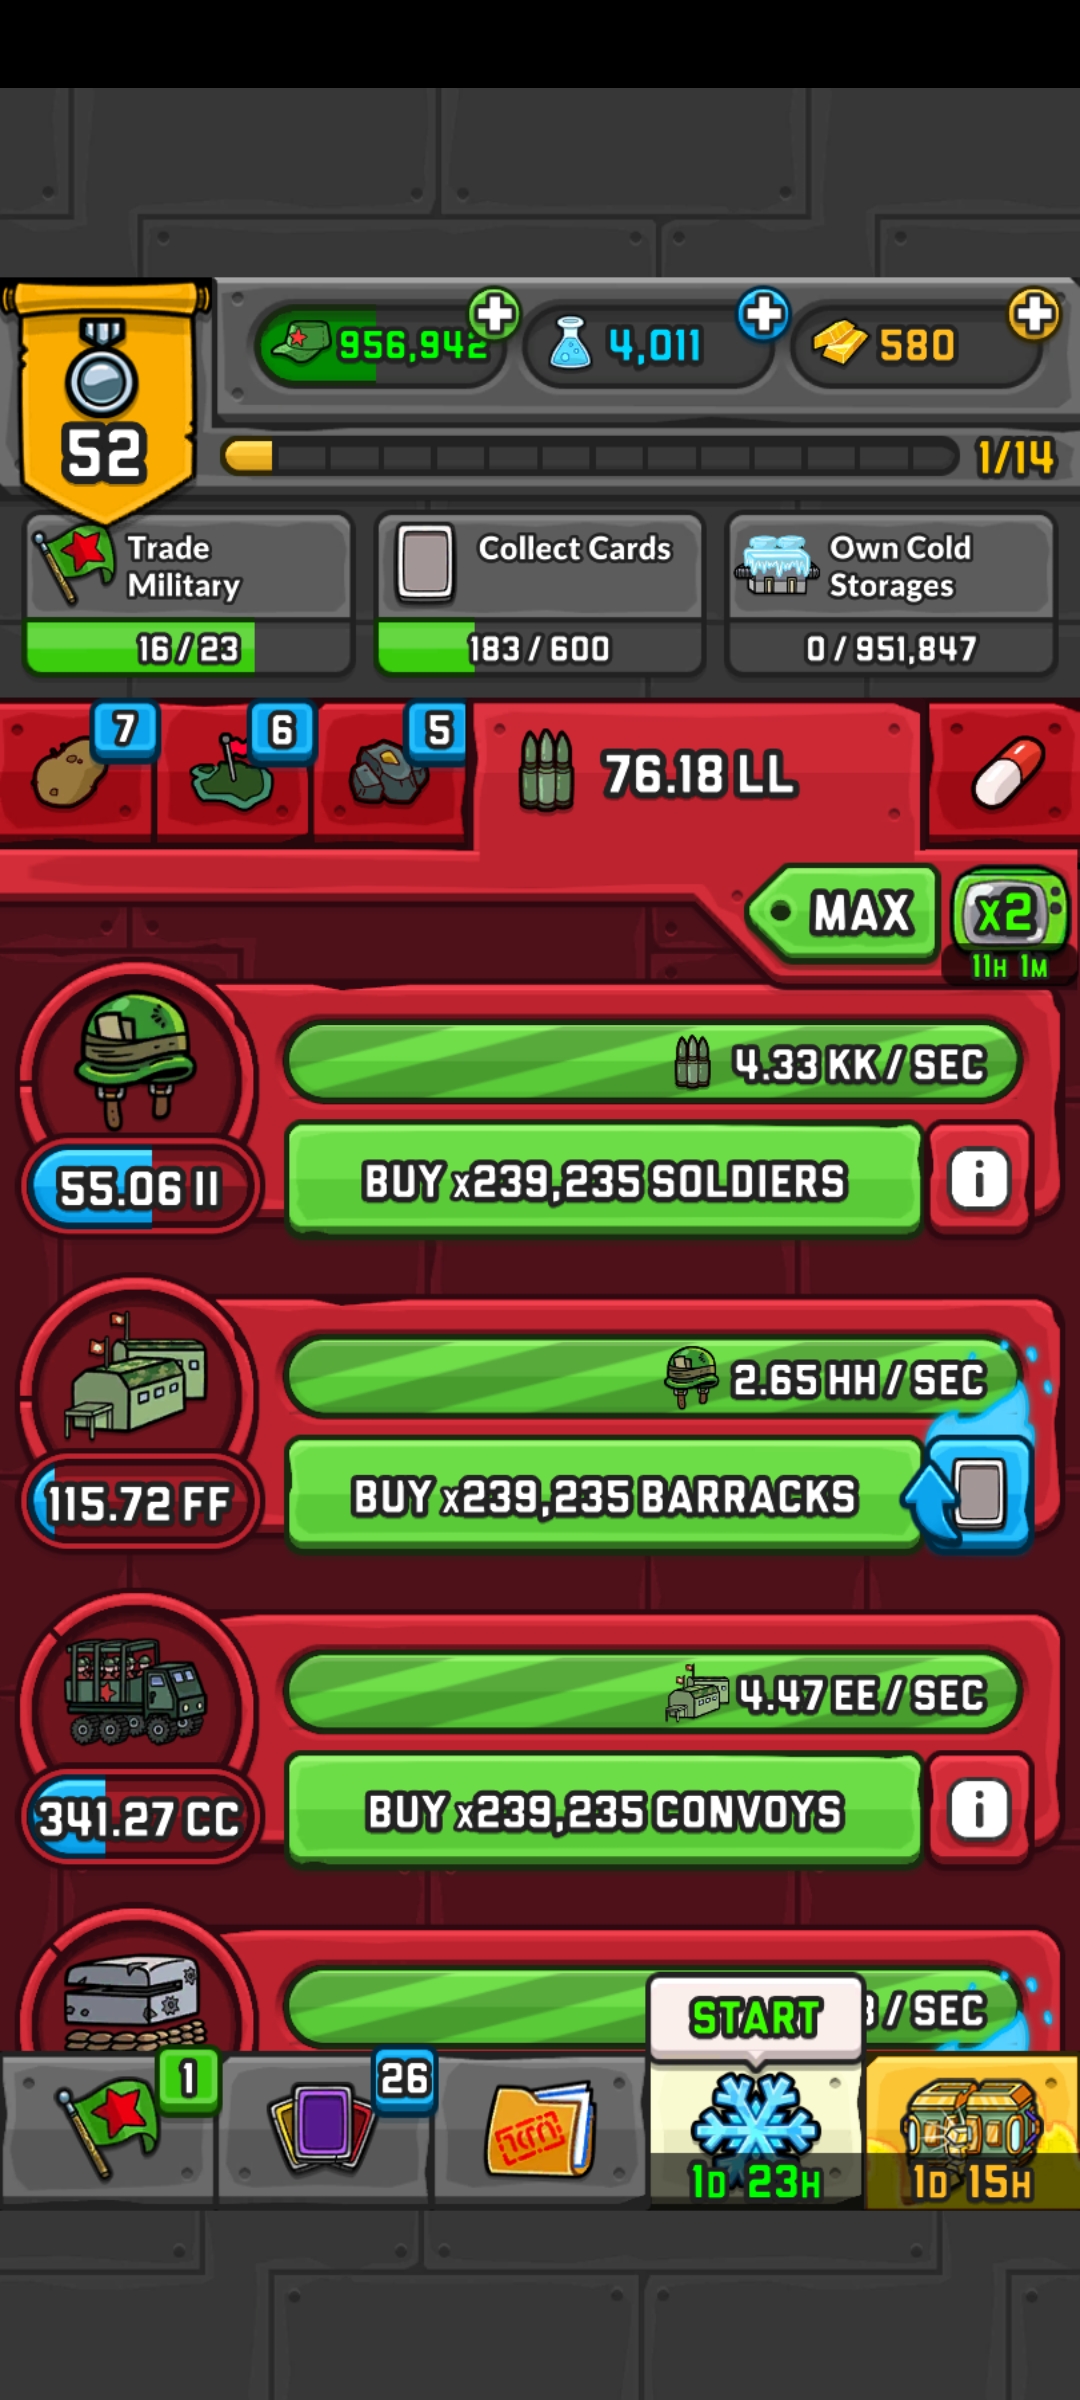 956,942
4,011
580
52
1/14
Trade
Military
Collect Cards
Own Cold
Storages
16/23
183/600
0/951,847
7
6
5
76.18 LL
MAX
x2
11H 1M
4.33 KK/SEC
55.06 II
BUY x239,235 SOLDIERS
i
2.65 HH/SEC
115.72 FF
BUY x239,235 BARRACKS
4.47 EE/SEC
341.27 CC
BUY x239,235 CONVOYS
i
/SEC
START
1
26
1D 23H
1D 15H